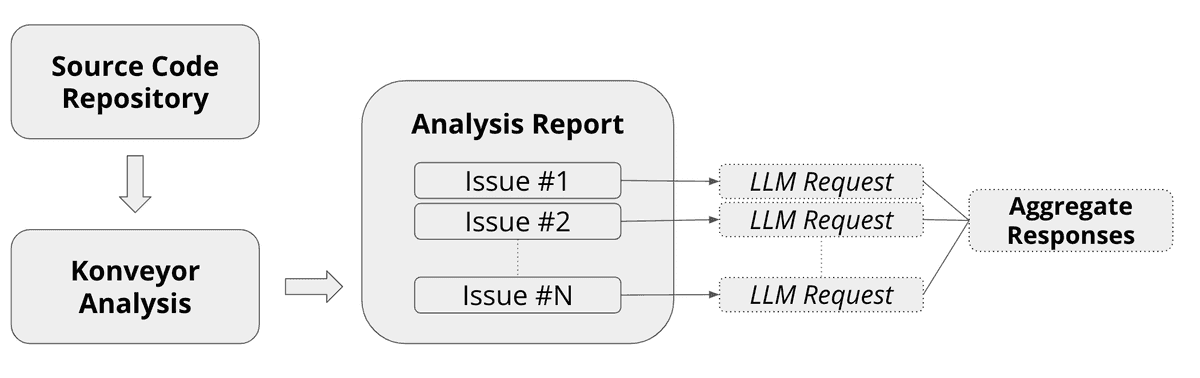 Source Code
Repository
Konveyor
Analysis
Analysis Report
Issue #1
Issue #2
Issue #N
LLM Request
LLM Request
LLM Request
Aggregate
Responses